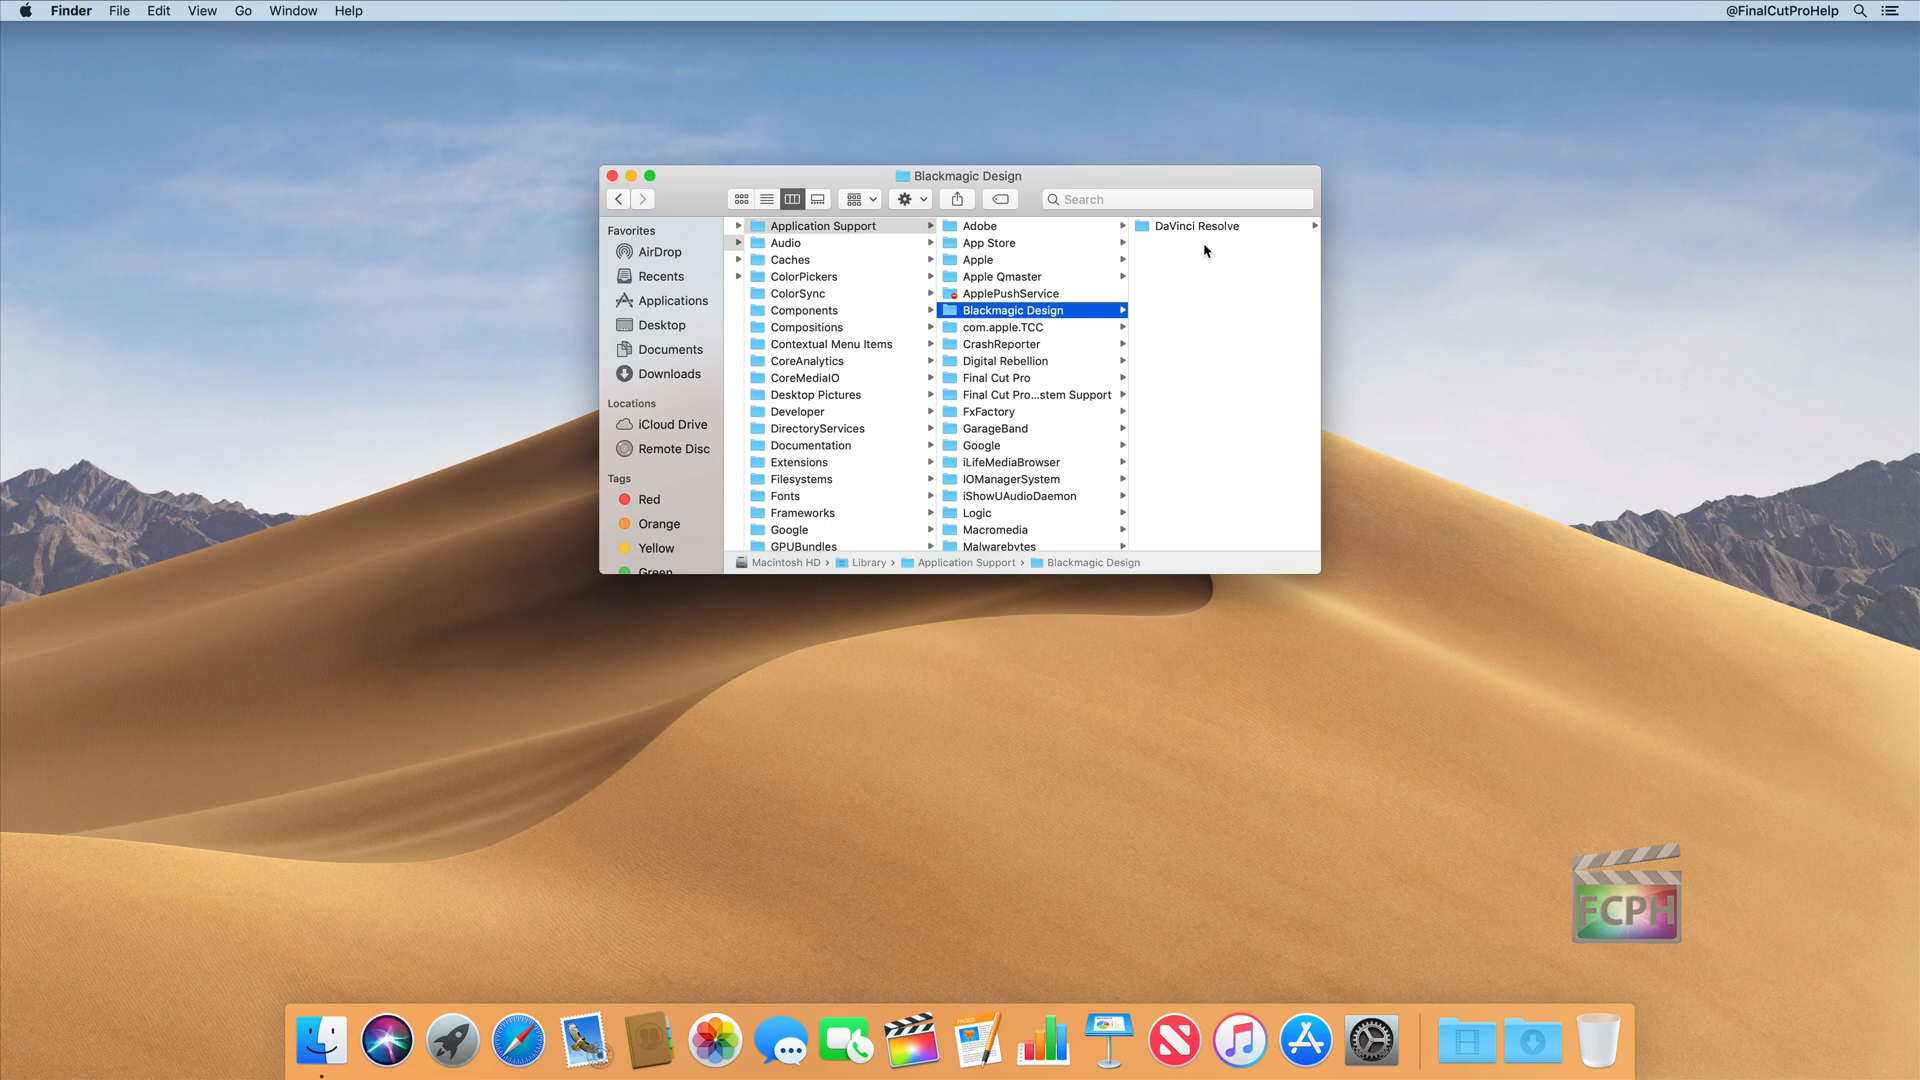 Finder File Edit View Go Window Help
@FinalCutProHelp
Blackmagic Design
Search
Favorites
AirDrop
Recents
Applications
Desktop
Documents
Downloads
Locations
iCloud Drive
Remote Disc
Tags
Red
Orange
Yellow
Green
Application Support
Audio
Caches
ColorPickers
ColorSync
Components
Compositions
Contextual Menu Items
CoreAnalytics
CoreMediaIO
Desktop Pictures
Developer
DirectoryServices
Documentation
Extensions
Filesystems
Fonts
Frameworks
Google
GPUBundles
Adobe
App Store
Apple
Apple Qmaster
ApplePushService
Blackmagic Design
com.apple.TCC
CrashReporter
Digital Rebellion
Final Cut Pro
Final Cut Pro...stem Support
FxFactory
GarageBand
Google
iLifeMediaBrowser
IOManagerSystem
iShowUAudioDaemon
Logic
Macromedia
Malwarebytes
DaVinci Resolve
Macintosh HD › Library › Application Support › Blackmagic Design
FCPH
PAGES